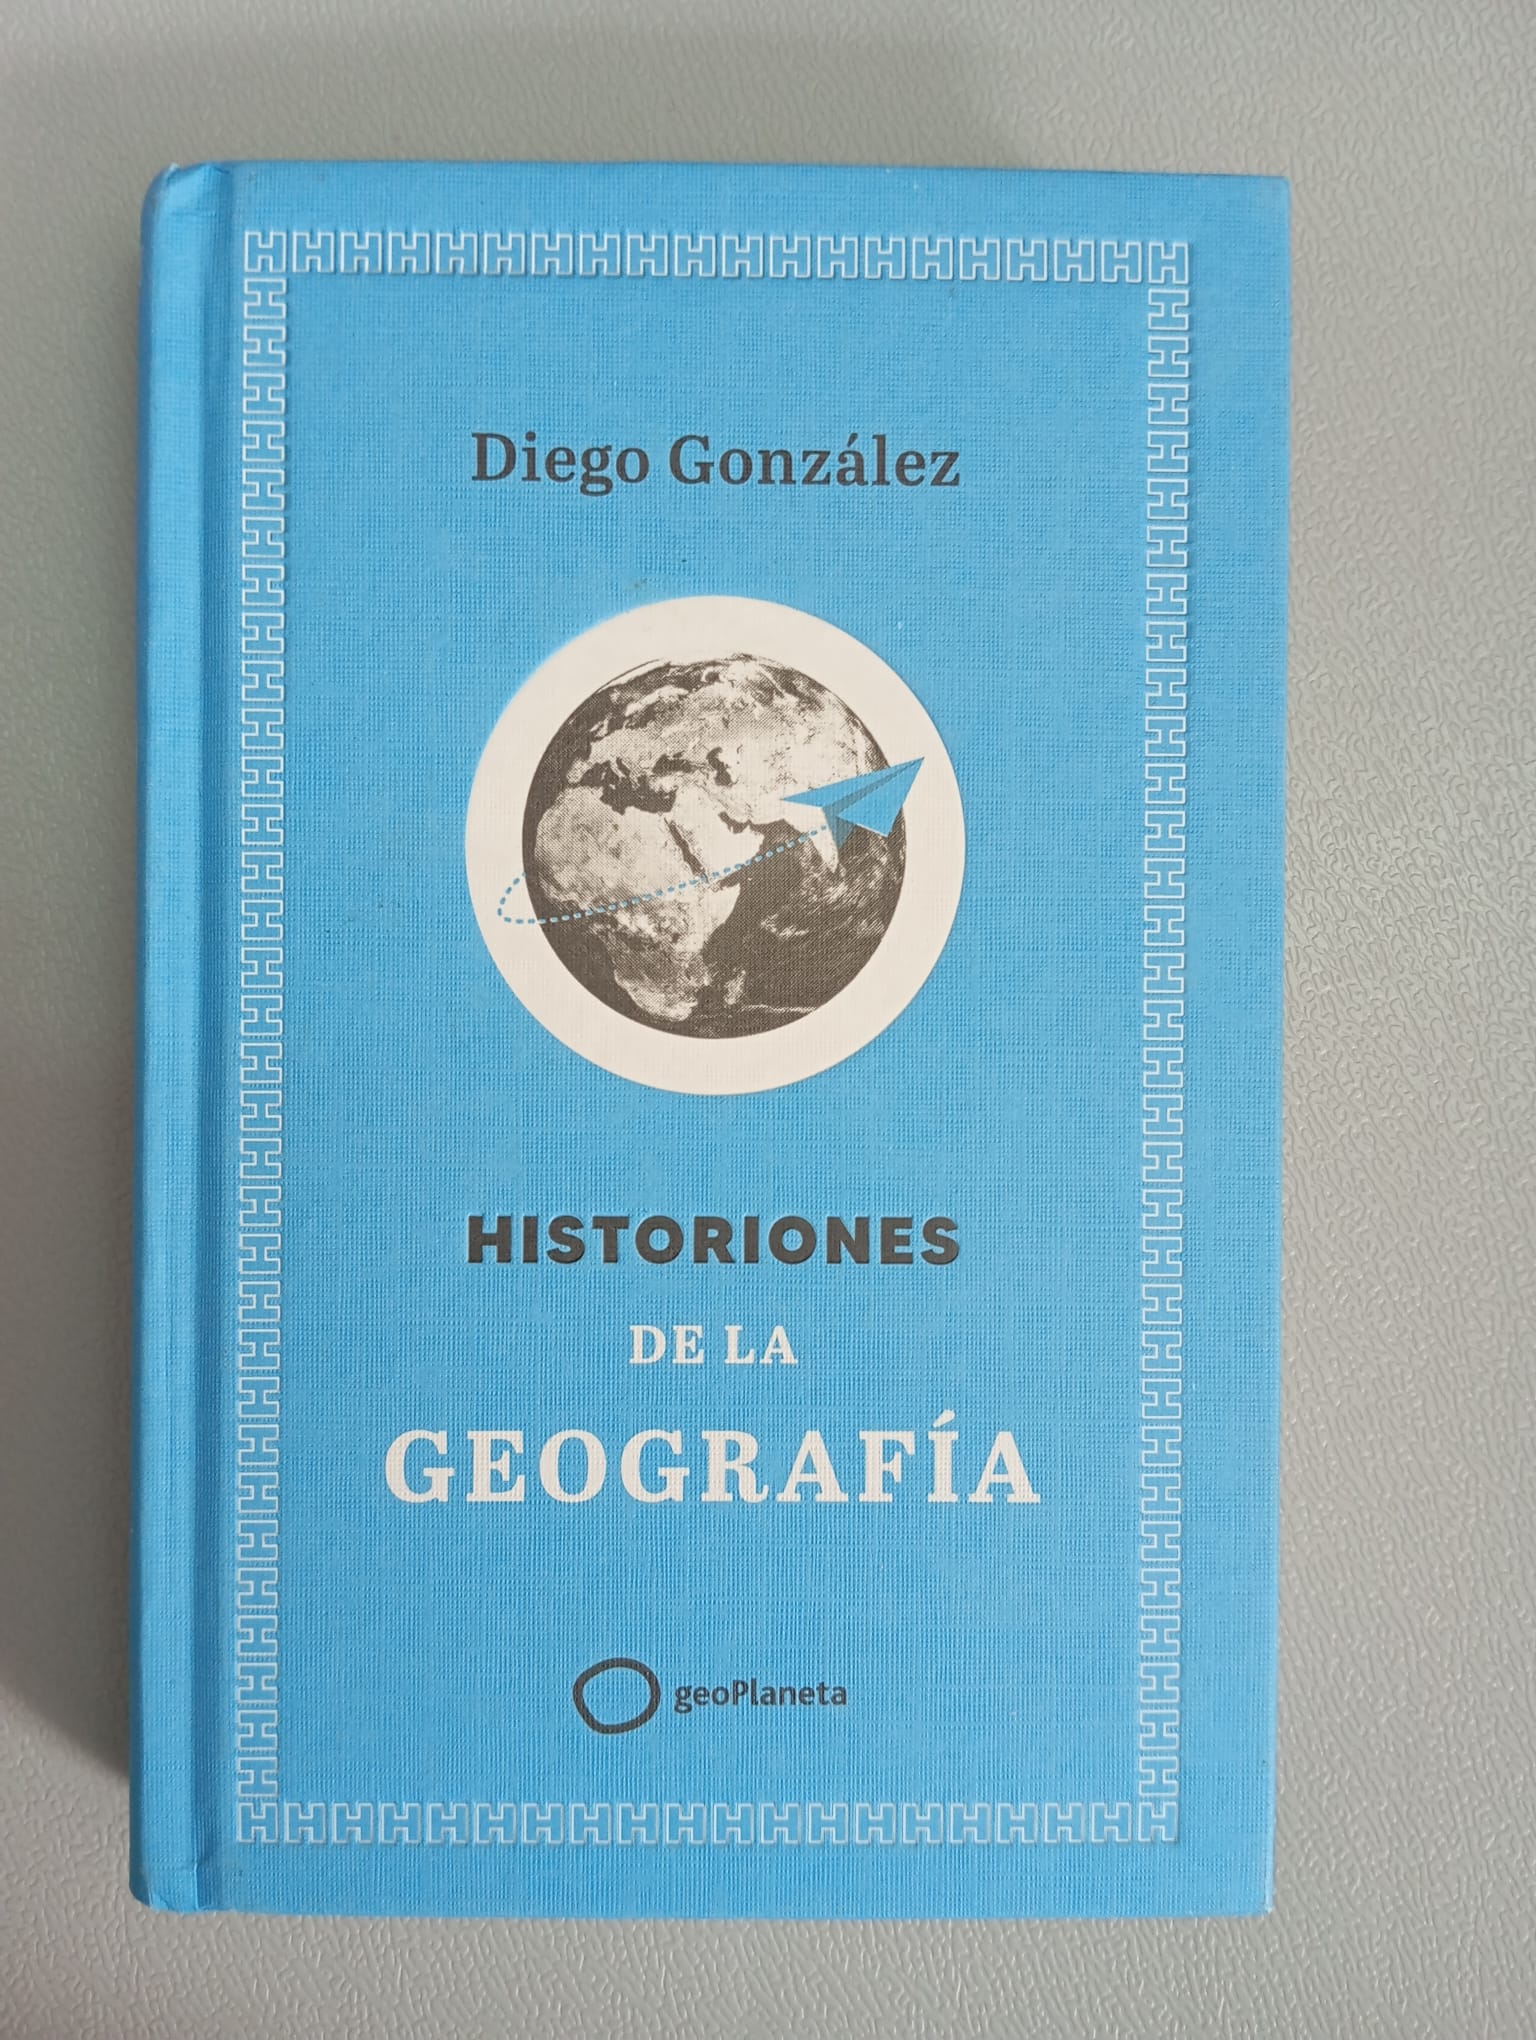 Diego González
HISTORIONES
DE LA
GEOGRAFÍA
geoPlaneta